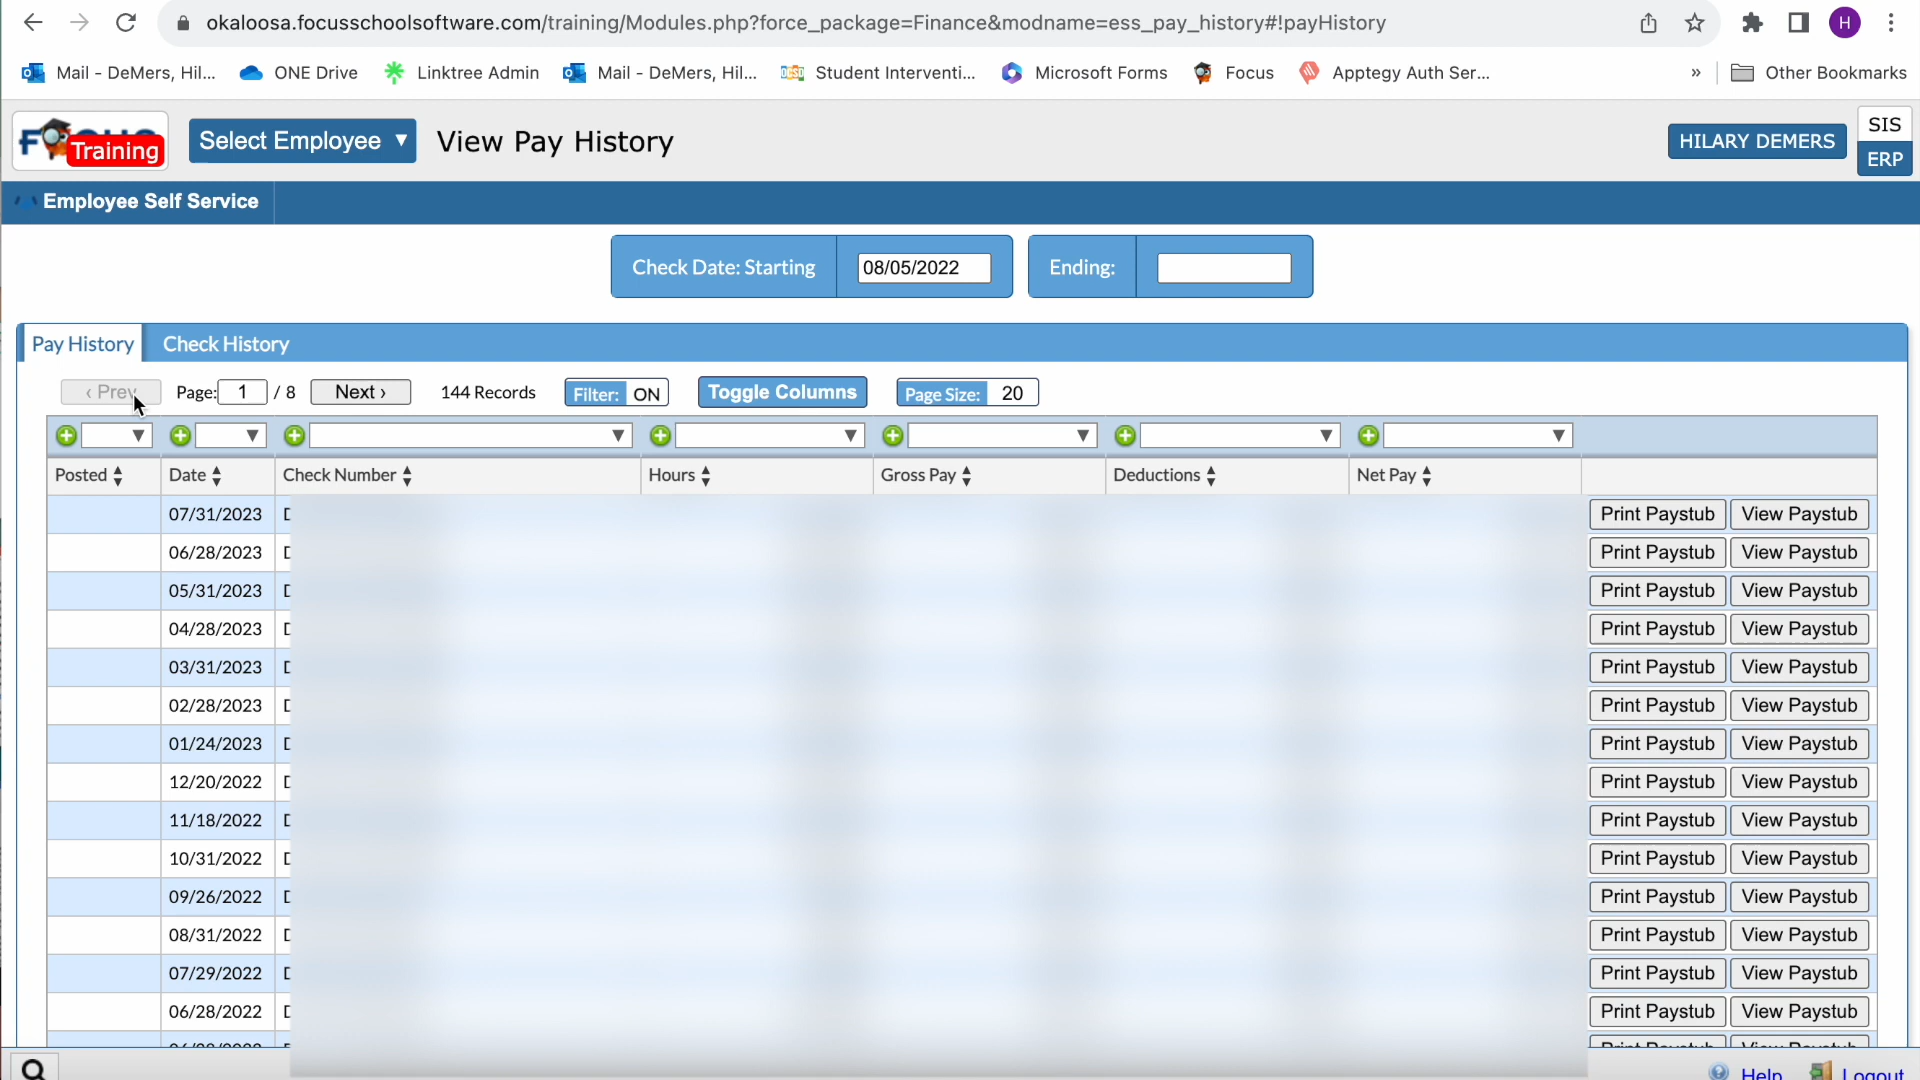 okaloosa.focusschoolsoftware.com/training/Modules.php?force_package=Finance&modname=ess_pay_history#!payHistory
H
Mail - DeMers, Hil... ONE Drive Linktree Admin Mail - DeMers, Hil... Student Interventi... Microsoft Forms Focus Apptegy Auth Ser... » Other Bookmarks
FOCUS Training Select Employee ▼ View Pay History HILARY DEMERS SIS
ERP
Employee Self Service
Check Date: Starting 08/05/2022 Ending:
Pay History Check History
‹ Prev Page: 1 / 8 Next › 144 Records Filter: ON Toggle Columns Page Size: 20
Posted Date Check Number Hours Gross Pay Deductions Net Pay
07/31/2023 Print Paystub View Paystub
06/28/2023 Print Paystub View Paystub
05/31/2023 Print Paystub View Paystub
04/28/2023 Print Paystub View Paystub
03/31/2023 Print Paystub View Paystub
02/28/2023 Print Paystub View Paystub
01/24/2023 Print Paystub View Paystub
12/20/2022 Print Paystub View Paystub
11/18/2022 Print Paystub View Paystub
10/31/2022 Print Paystub View Paystub
09/26/2022 Print Paystub View Paystub
08/31/2022 Print Paystub View Paystub
07/29/2022 Print Paystub View Paystub
06/28/2022 Print Paystub View Paystub
Print Paystub View Paystub
Help Logout